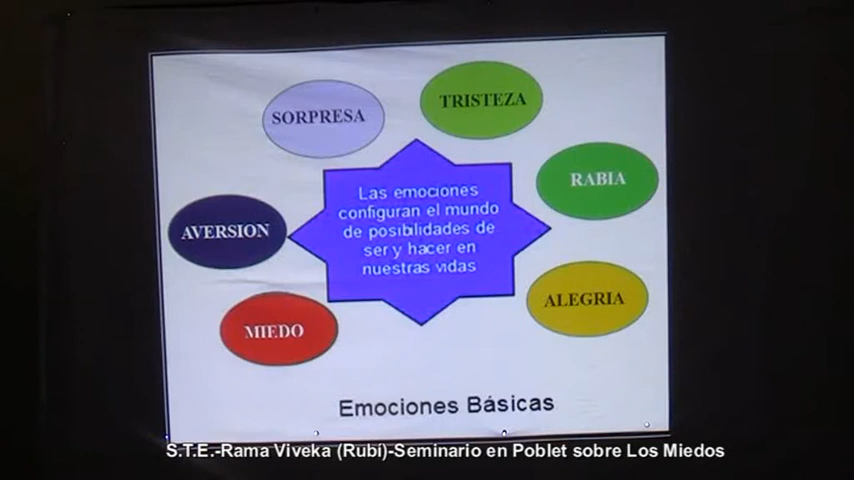 TRISTEZA
SORPRESA
RABIA
Las emociones
configuran el mundo
de posibilidades de
ser y hacer en
nuestras vidas
AVERSION
ALEGRIA
MIEDO
Emociones Básicas
S.T.E.-Rama Viveka (Rubí)-Seminario en Poblet sobre Los Miedos